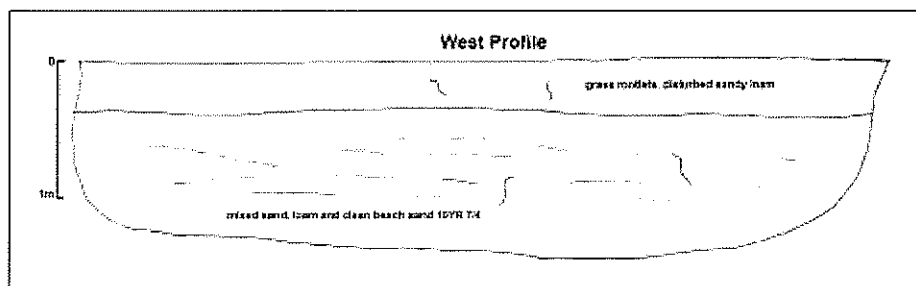 West Profile
0
grass rootlets, disturbed sandy loam
1m
mixed sand, loam and clean beach sand 10YR 7/4